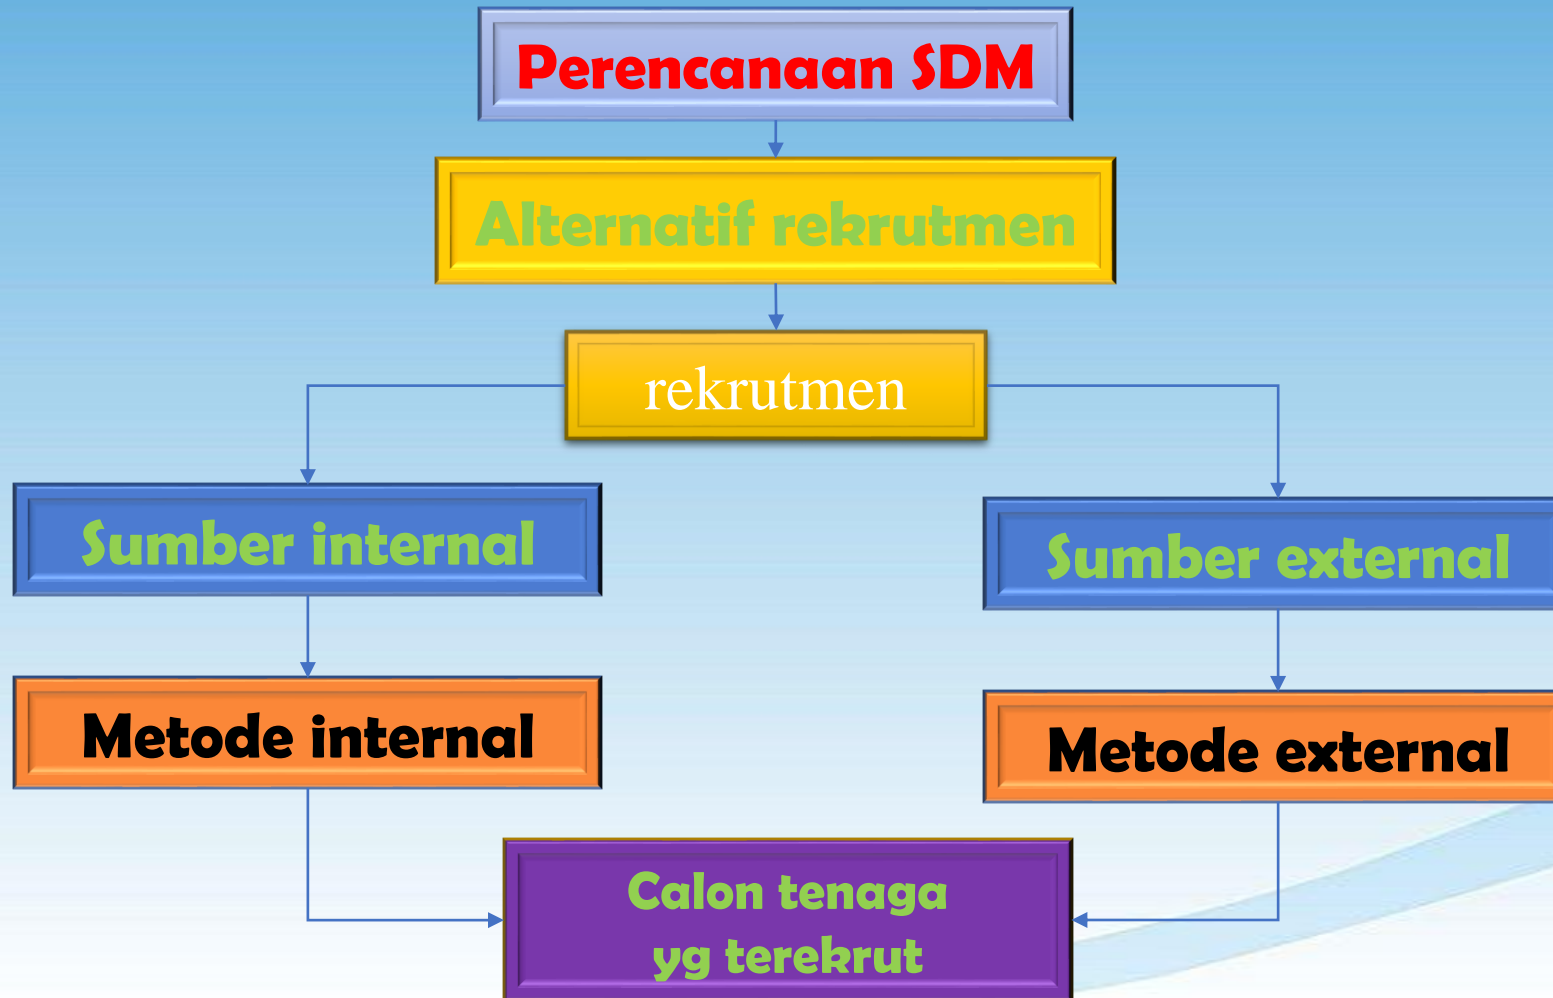 Perencanaan SDM
Alternatif rekrutmen
rekrutmen
Sumber internal
Sumber external
Metode internal
Metode external
Calon tenaga
yg terekrut